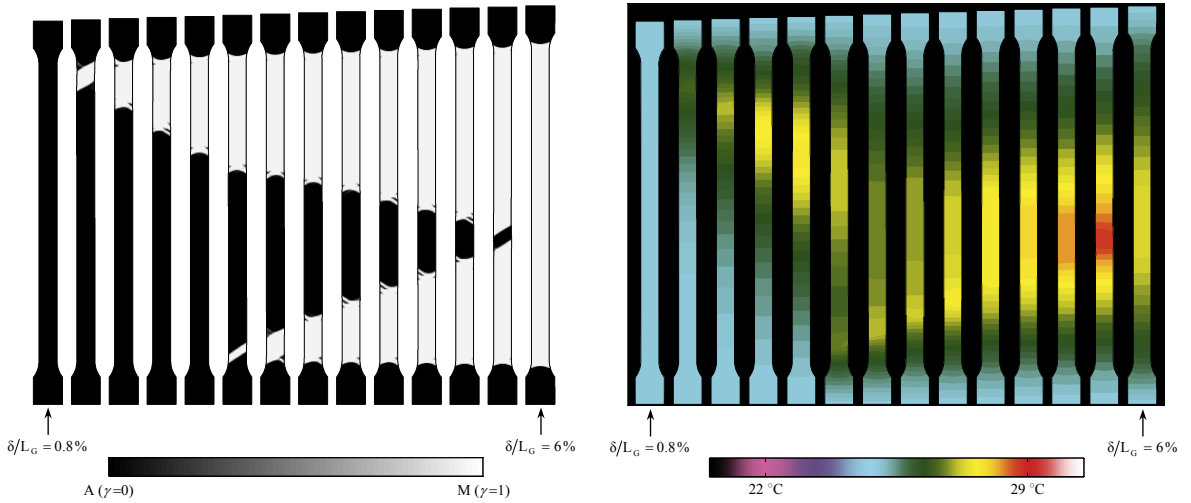 δ/L_G = 0.8%
δ/L_G = 6%
A (γ=0)
M (γ=1)
δ/L_G = 0.8%
δ/L_G = 6%
22 °C
29 °C